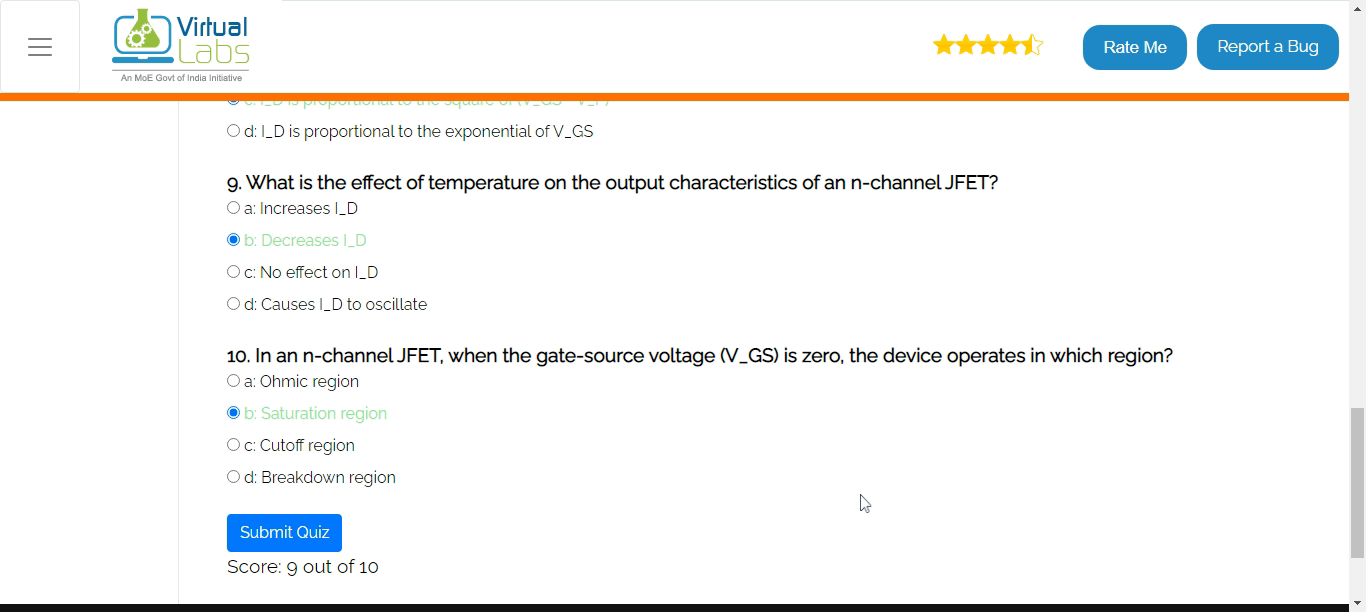 Virtual
Labs
An MoE Govt of India Initiative
Rate Me
Report a Bug
c: I_D is proportional to the square of (V_GS - V_P)
d: I_D is proportional to the exponential of V_GS
9. What is the effect of temperature on the output characteristics of an n-channel JFET?
a: Increases I_D
b: Decreases I_D
c: No effect on I_D
d: Causes I_D to oscillate
10. In an n-channel JFET, when the gate-source voltage (V_GS) is zero, the device operates in which region?
a: Ohmic region
b: Saturation region
c: Cutoff region
d: Breakdown region
Submit Quiz
Score: 9 out of 10